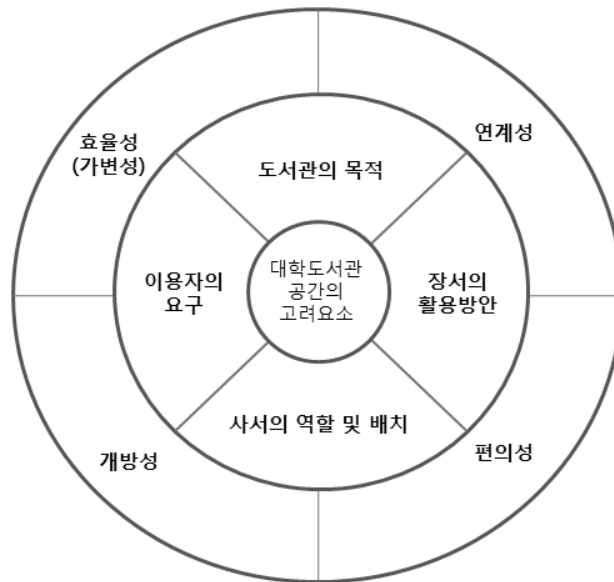 효율성
(가변성)
연계성
도서관의 목적
이용자의
요구
대학도서관
공간의
고려요소
장서의
활용방안
사서의 역할 및 배치
개방성
편의성